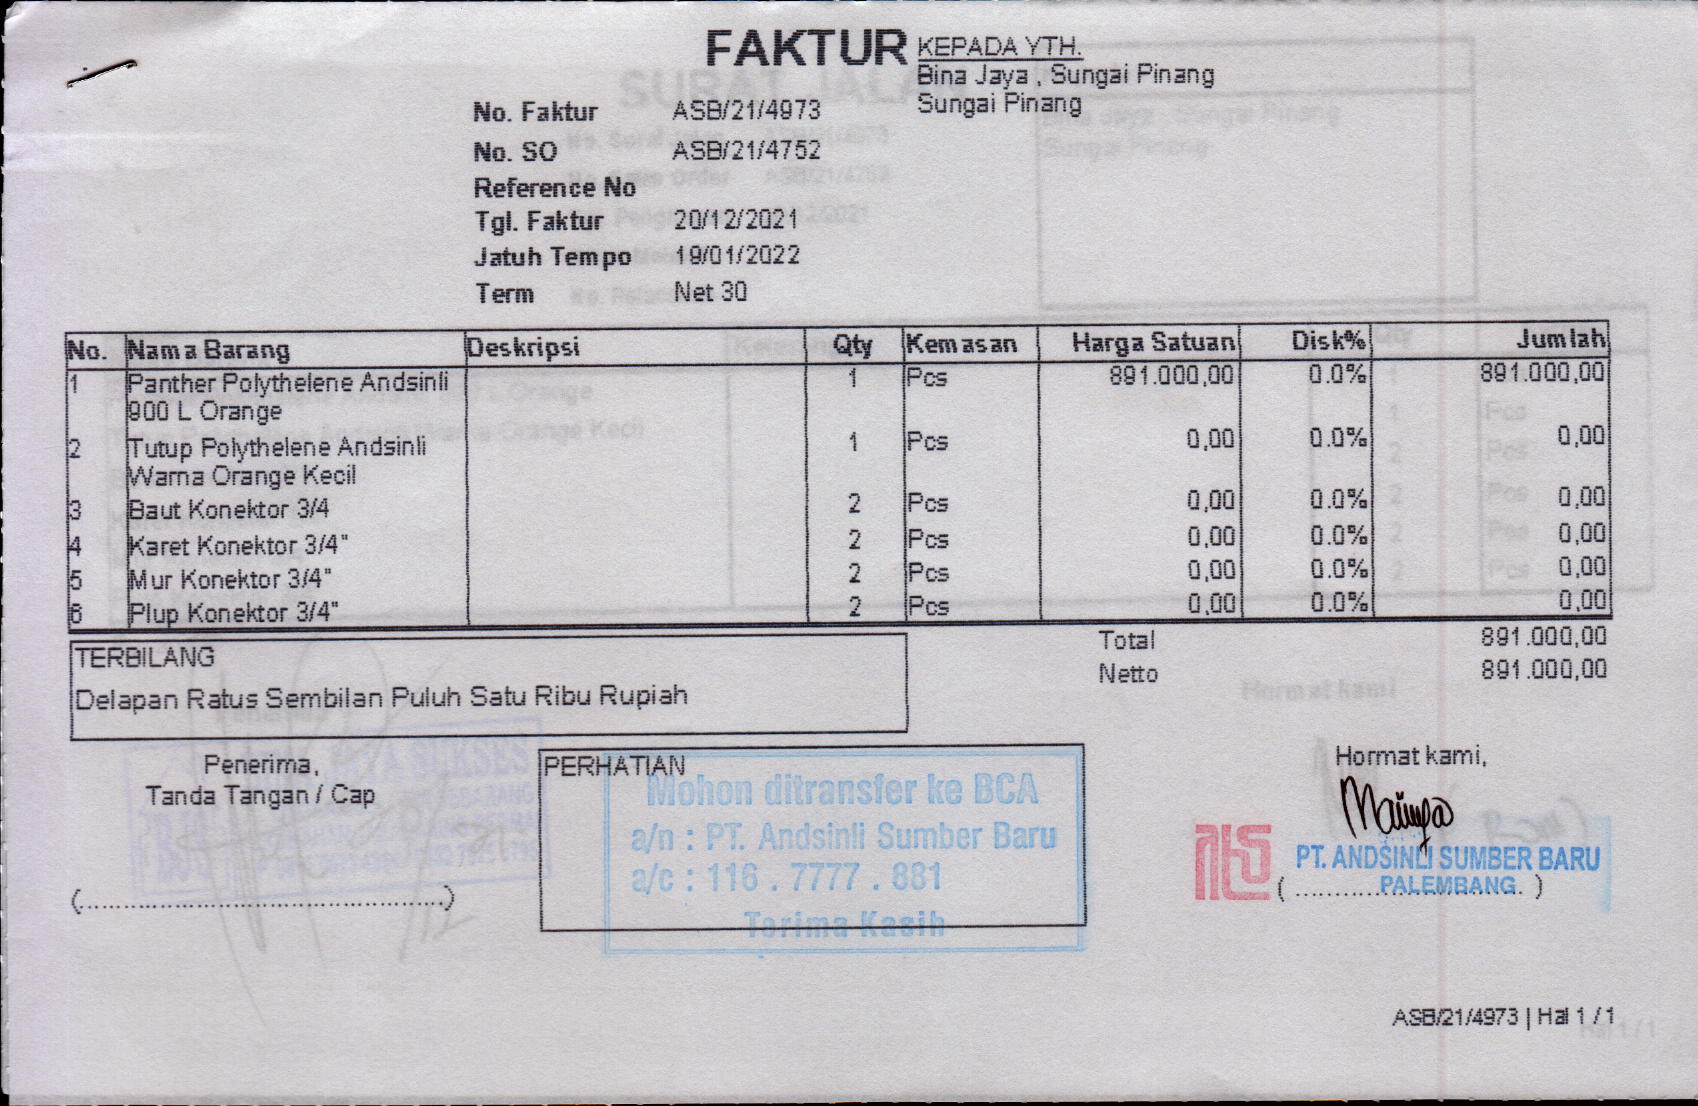 FAKTUR
KEPADA YTH.
Bina Jaya , Sungai Pinang
Sungai Pinang
No. Faktur ASB/21/4973
No. SO ASB/21/4752
Reference No
Tgl. Faktur 20/12/2021
Jatuh Tempo 19/01/2022
Term Net 30
No. Nama Barang Deskripsi Qty Kemasan Harga Satuan Disk% Jumlah
1 Panther Polythelene Andsinli 1 Pcs 891.000,00 0.0% 891.000,00
900 L Orange
2 Tutup Polythelene Andsinli 1 Pcs 0,00 0.0% 0,00
Warna Orange Kecil
3 Baut Konektor 3/4 2 Pcs 0,00 0.0% 0,00
4 Karet Konektor 3/4" 2 Pcs 0,00 0.0% 0,00
5 Mur Konektor 3/4" 2 Pcs 0,00 0.0% 0,00
6 Plup Konektor 3/4" 2 Pcs 0,00 0.0% 0,00
Total 891.000,00
Netto 891.000,00
TERBILANG
Delapan Ratus Sembilan Puluh Satu Ribu Rupiah
Penerima,
Tanda Tangan / Cap
(............................................)
PERHATIAN
Mohon ditransfer ke BCA
a/n : PT. Andsinli Sumber Baru
a/c : 116 . 7777 . 881
Terima Kasih
Hormat kami,
PT. ANDSINLI SUMBER BARU
PALEMBANG
ASB/21/4973 | Hal 1 / 1